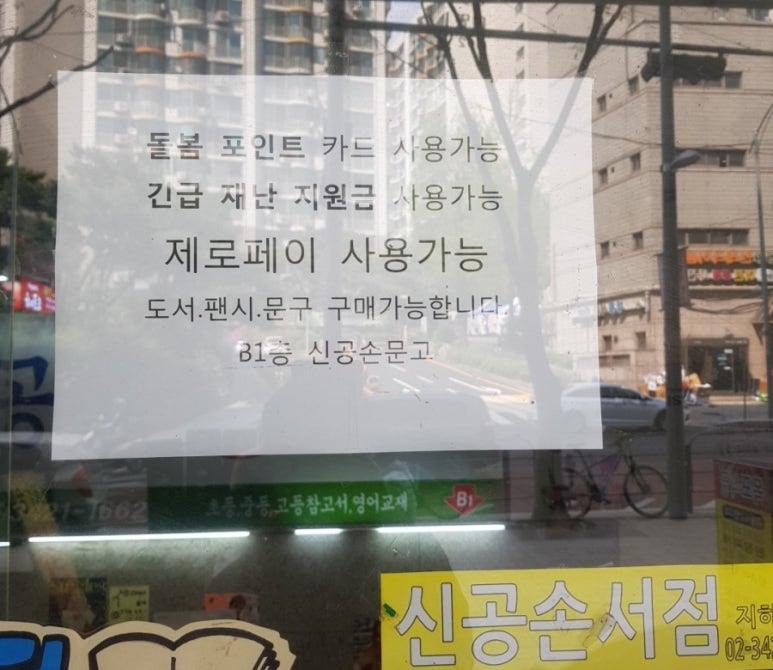 돌봄 포인트 카드 사용가능
긴급 재난 지원금 사용가능
제로페이 사용가능
도서.팬시.문구 구매가능합니다.
B1층 신공손문고
초등,중등,고등참고서,영어교재 B1
신공손서점
02-34